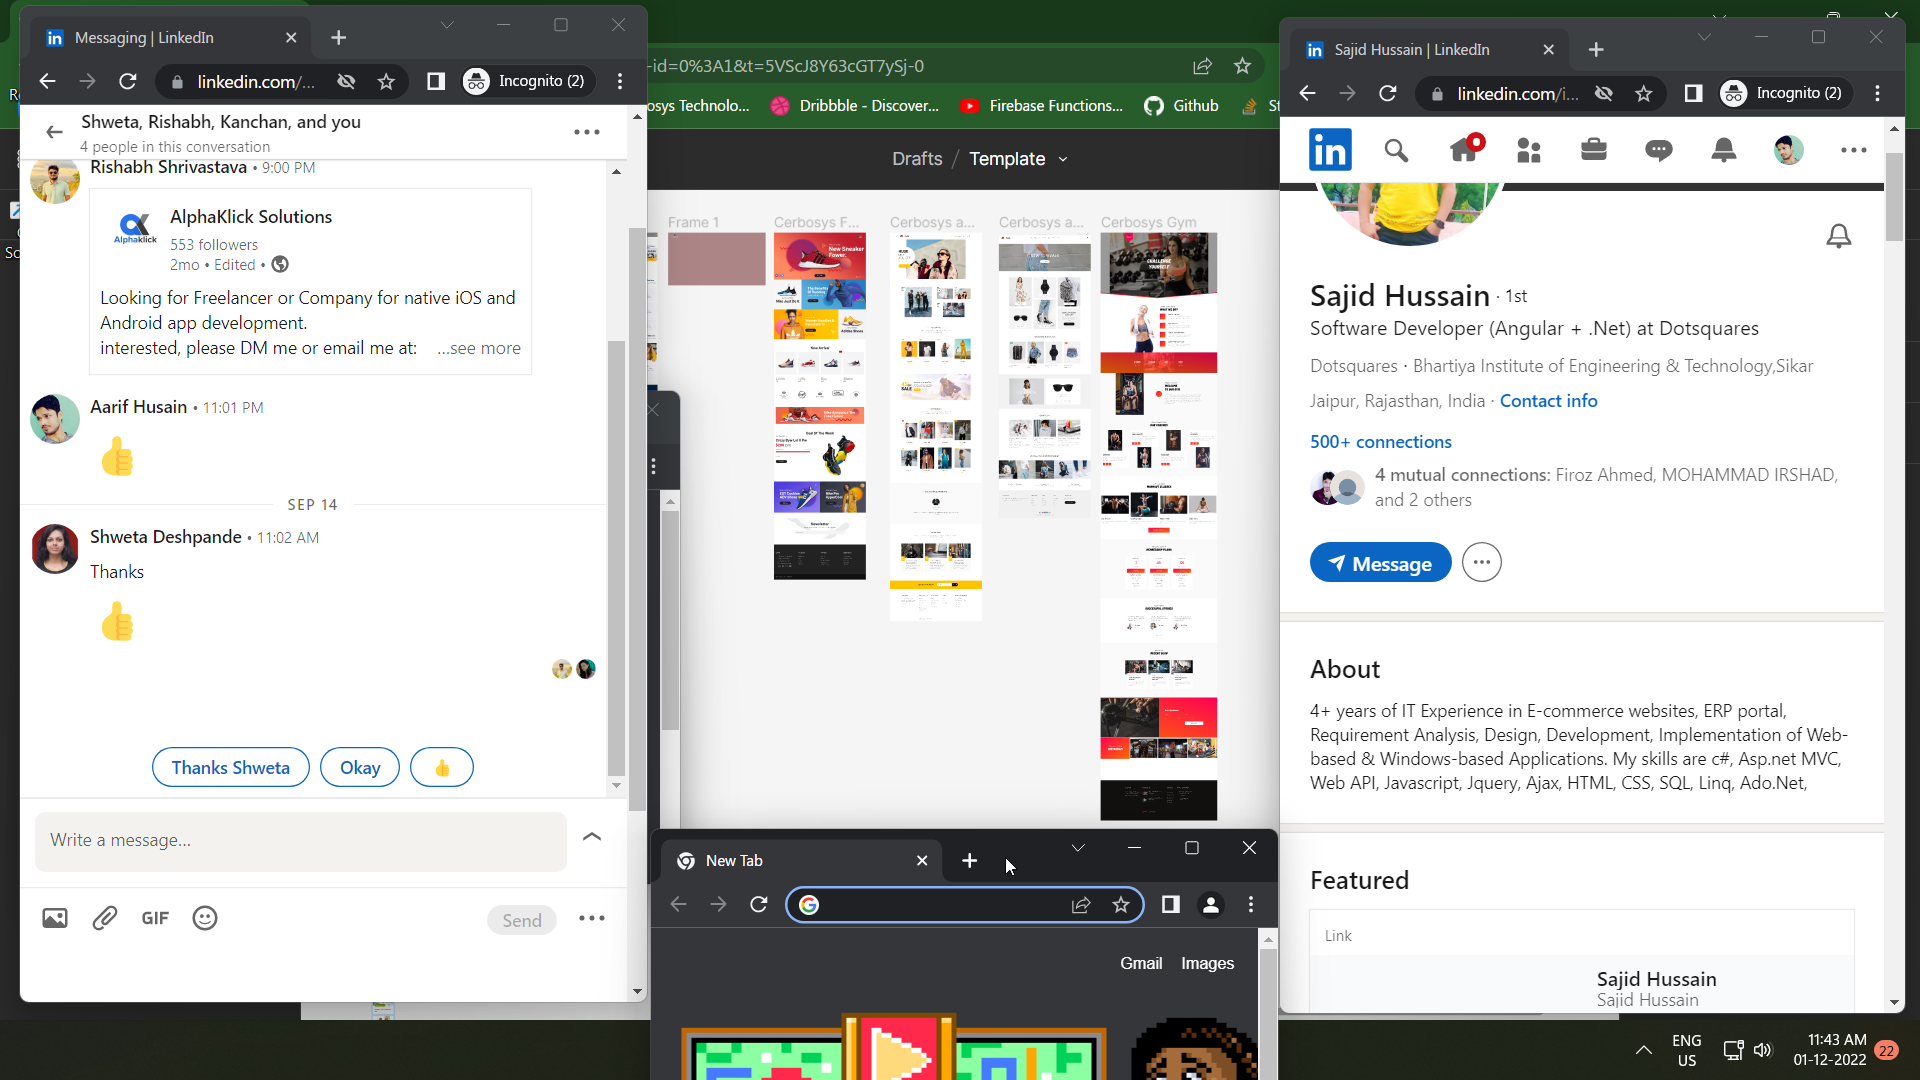 Messaging | LinkedIn
linkedin.com/...
Incognito (2)
Shweta, Rishabh, Kanchan, and you
4 people in this conversation
Rishabh Shrivastava • 9:00 PM
Alphaklick
AlphaKlick Solutions
553 followers
2mo • Edited •
Looking for Freelancer or Company for native iOS and
Android app development.
interested, please DM me or email me at: ...see more
Aarif Husain • 11:01 PM
SEP 14
Shweta Deshpande • 11:02 AM
Thanks
Thanks Shweta
Okay
Write a message...
GIF
Send
-id=0%3A1&t=5VScJ8Y63cGT7ySj-0
osys Technolo...
Dribbble - Discover...
Firebase Functions...
Github
St
Drafts / Template
Frame 1
Cerbosys F...
Cerbosys a...
Cerbosys a...
Cerbosys Gym
New Tab
Gmail
Images
Sajid Hussain | LinkedIn
linkedin.com/i...
Incognito (2)
in
Sajid Hussain · 1st
Software Developer (Angular + .Net) at Dotsquares
Dotsquares · Bhartiya Institute of Engineering & Technology,Sikar
Jaipur, Rajasthan, India · Contact info
500+ connections
4 mutual connections: Firoz Ahmed, MOHAMMAD IRSHAD,
and 2 others
Message
About
4+ years of IT Experience in E-commerce websites, ERP portal,
Requirement Analysis, Design, Development, Implementation of Web-
based & Windows-based Applications. My skills are c#, Asp.net MVC,
Web API, Javascript, Jquery, Ajax, HTML, CSS, SQL, Linq, Ado.Net,
Featured
Link
Sajid Hussain
Sajid Hussain
ENG
US
11:43 AM
01-12-2022
22